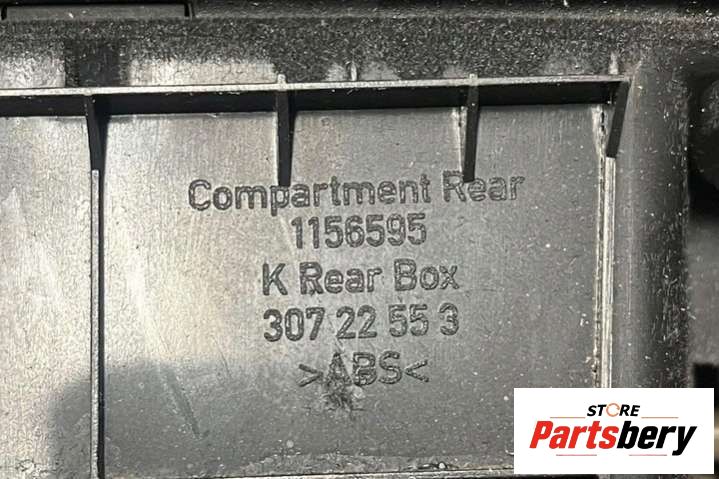 Compartment Rear
1156595
K Rear Box
307 22 55 3
>ABS<
STORE
Partsbery